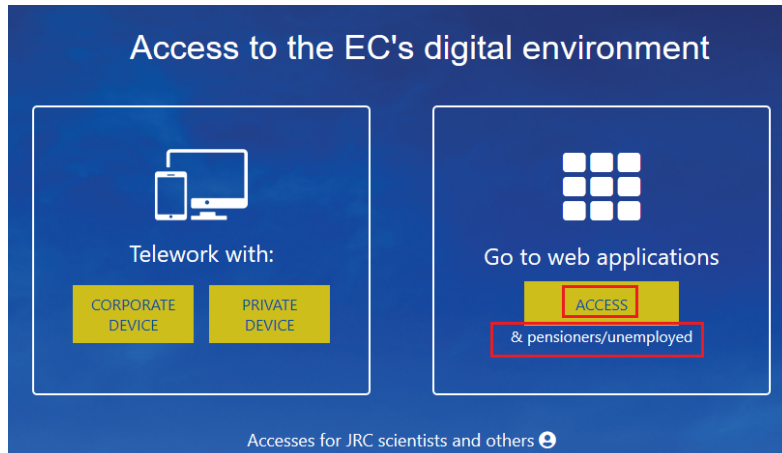 Access to the EC's digital environment
Telework with:
CORPORATE
DEVICE
PRIVATE
DEVICE
Go to web applications
ACCESS
& pensioners/unemployed
Accesses for JRC scientists and others